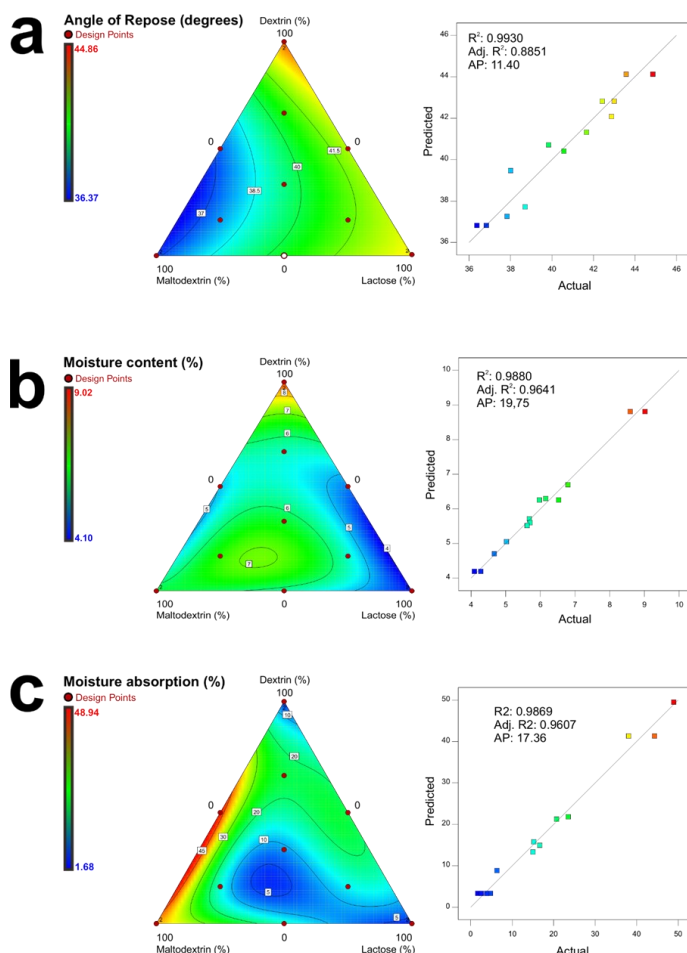 a
Angle of Repose (degrees)
Design Points
44.86
36.37
Dextrin (%)
100
2
0
0
41.5
40
38.5
37
2
100
0
100
Maltodextrin (%)
Lactose (%)
R²: 0.9930
Adj. R²: 0.8851
AP: 11.40
Predicted
46
44
42
40
38
36
36
38
40
42
44
46
Actual
b
Moisture content (%)
Design Points
9.02
4.10
Dextrin (%)
100
8
7
6
0
0
5
6
5
4
7
100
0
100
Maltodextrin (%)
Lactose (%)
R²: 0.9880
Adj. R²: 0.9641
AP: 19,75
Predicted
10
9
8
7
6
5
4
4
5
6
7
8
9
10
Actual
c
Moisture absorption (%)
Design Points
48.94
1.68
Dextrin (%)
100
10
20
0
0
20
30
45
10
5
5
100
0
100
Maltodextrin (%)
Lactose (%)
R2: 0.9869
Adj. R2: 0.9607
AP: 17.36
Predicted
50
40
30
20
10
0
0
10
20
30
40
50
Actual